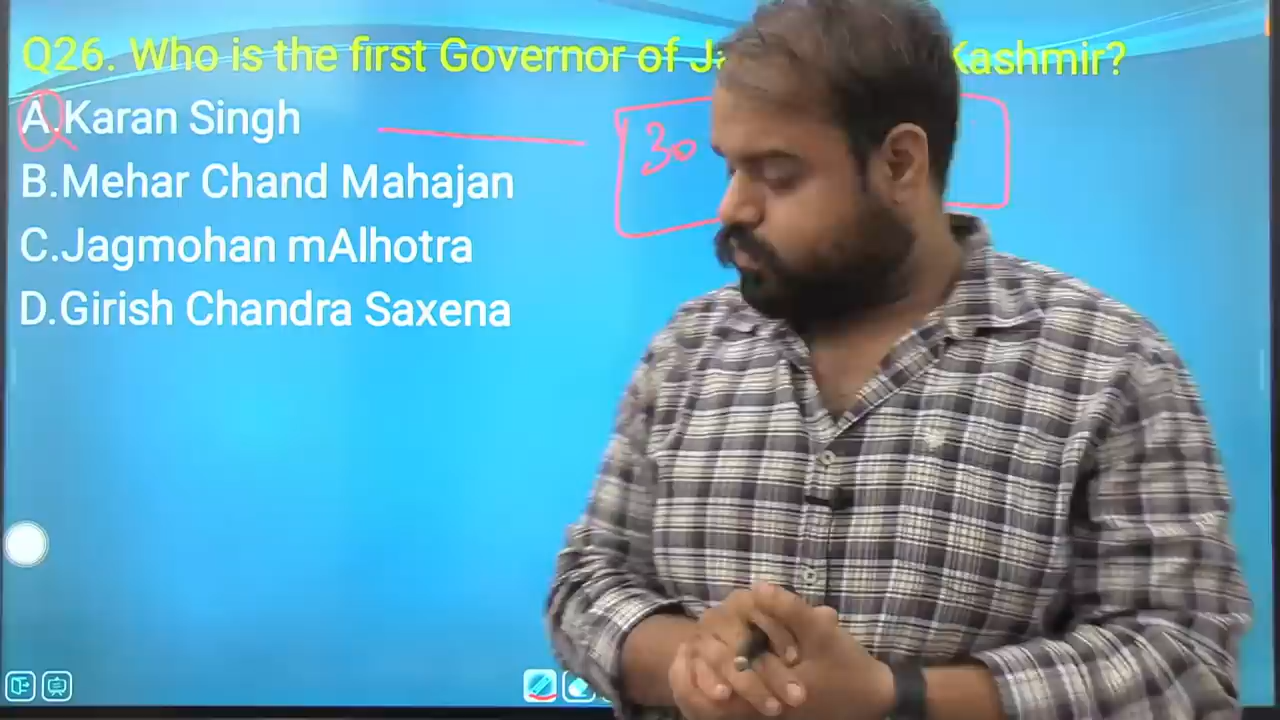 Q26. Who is the first Governor of Kashmir?
A.Karan Singh
30
B.Mehar Chand Mahajan
C.Jagmohan mAlhotra
D.Girish Chandra Saxena